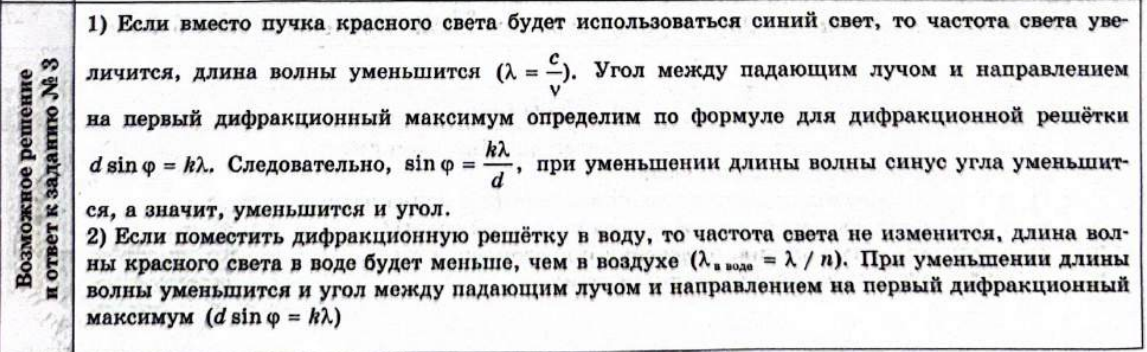 Возможное решение
и ответ к заданию № 3
1) Если вместо пучка красного света будет использоваться синий свет, то частота света уве-
личится, длина волны уменьшится (λ = c/ν). Угол между падающим лучом и направлением
на первый дифракционный максимум определим по формуле для дифракционной решётки
d sin φ = kλ. Следовательно, sin φ = kλ/d, при уменьшении длины волны синус угла уменьшит-
ся, а значит, уменьшится и угол.
2) Если поместить дифракционную решётку в воду, то частота света не изменится, длина вол-
ны красного света в воде будет меньше, чем в воздухе (λв воде = λ / n). При уменьшении длины
волны уменьшится и угол между падающим лучом и направлением на первый дифракционный
максимум (d sin φ = kλ)